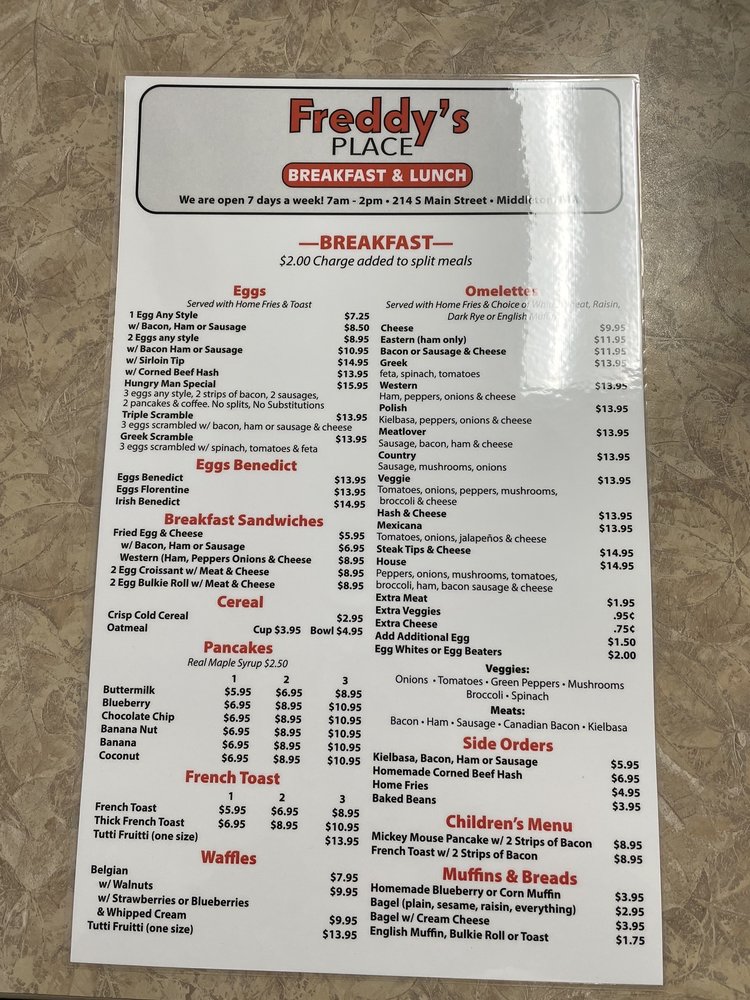 Freddy's
PLACE
BREAKFAST & LUNCH
We are open 7 days a week! 7am - 2pm • 214 S Main Street • Middleton, MA
—BREAKFAST—
$2.00 Charge added to split meals
Eggs
Served with Home Fries & Toast
1 Egg Any Style $7.25
w/ Bacon, Ham or Sausage $8.50
2 Eggs any style $8.95
w/ Bacon Ham or Sausage $10.95
w/ Sirloin Tip $14.95
w/ Corned Beef Hash $13.95
Hungry Man Special $15.95
3 eggs any style, 2 strips of bacon, 2 sausages,
2 pancakes & coffee. No splits, No Substitutions
Triple Scramble $13.95
3 eggs scrambled w/ bacon, ham or sausage & cheese
Greek Scramble $13.95
3 eggs scrambled w/ spinach, tomatoes & feta
Eggs Benedict
Eggs Benedict $13.95
Eggs Florentine $13.95
Irish Benedict $14.95
Breakfast Sandwiches
Fried Egg & Cheese $5.95
w/ Bacon, Ham or Sausage $6.95
Western (Ham, Peppers Onions & Cheese $8.95
2 Egg Croissant w/ Meat & Cheese $8.95
2 Egg Bulkie Roll w/ Meat & Cheese $8.95
Cereal
Crisp Cold Cereal $2.95
Oatmeal Cup $3.95 Bowl $4.95
Pancakes
Real Maple Syrup $2.50
1 2 3
Buttermilk $5.95 $6.95 $8.95
Blueberry $6.95 $8.95 $10.95
Chocolate Chip $6.95 $8.95 $10.95
Banana Nut $6.95 $8.95 $10.95
Banana $6.95 $8.95 $10.95
Coconut $6.95 $8.95 $10.95
French Toast
1 2 3
French Toast $5.95 $6.95 $8.95
Thick French Toast $6.95 $8.95 $10.95
Tutti Fruitti (one size) $13.95
Waffles
Belgian $7.95
w/ Walnuts $9.95
w/ Strawberries or Blueberries
& Whipped Cream $9.95
Tutti Fruitti (one size) $13.95
Omelettes
Served with Home Fries & Choice of White, Wheat, Raisin,
Dark Rye or English Muffin
Cheese $9.95
Eastern (ham only) $11.95
Bacon or Sausage & Cheese $11.95
Greek $13.95
feta, spinach, tomatoes
Western $13.95
Ham, peppers, onions & cheese
Polish $13.95
Kielbasa, peppers, onions & cheese
Meatlover $13.95
Sausage, bacon, ham & cheese
Country $13.95
Sausage, mushrooms, onions
Veggie $13.95
Tomatoes, onions, peppers, mushrooms,
broccoli & cheese
Hash & Cheese $13.95
Mexicana $13.95
Tomatoes, onions, jalapeños & cheese
Steak Tips & Cheese $14.95
House $14.95
Peppers, onions, mushrooms, tomatoes,
broccoli, ham, bacon sausage & cheese
Extra Meat $1.95
Extra Veggies .95¢
Extra Cheese .75¢
Add Additional Egg $1.50
Egg Whites or Egg Beaters $2.00
Veggies:
Onions • Tomatoes • Green Peppers • Mushrooms
Broccoli • Spinach
Meats:
Bacon • Ham • Sausage • Canadian Bacon • Kielbasa
Side Orders
Kielbasa, Bacon, Ham or Sausage $5.95
Homemade Corned Beef Hash $6.95
Home Fries $4.95
Baked Beans $3.95
Children's Menu
Mickey Mouse Pancake w/ 2 Strips of Bacon $8.95
French Toast w/ 2 Strips of Bacon $8.95
Muffins & Breads
Homemade Blueberry or Corn Muffin $3.95
Bagel (plain, sesame, raisin, everything) $2.95
Bagel w/ Cream Cheese $3.95
English Muffin, Bulkie Roll or Toast $1.75